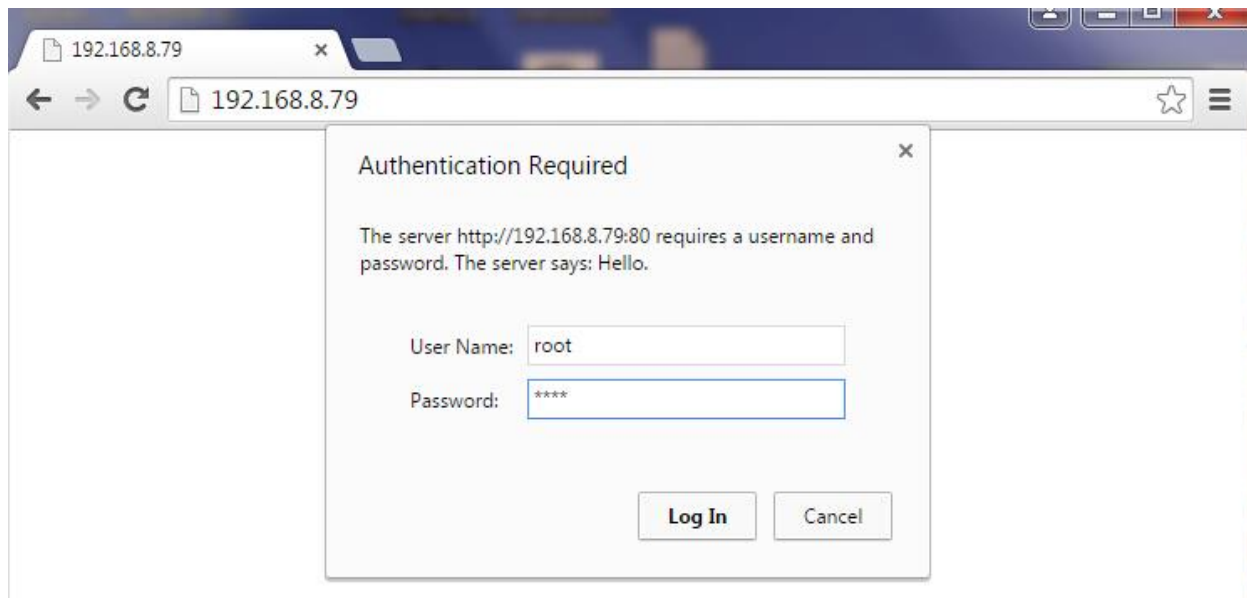 192.168.8.79
192.168.8.79
Authentication Required
The server http://192.168.8.79:80 requires a username and
password. The server says: Hello.
User Name: root
Password: ****
Log In Cancel